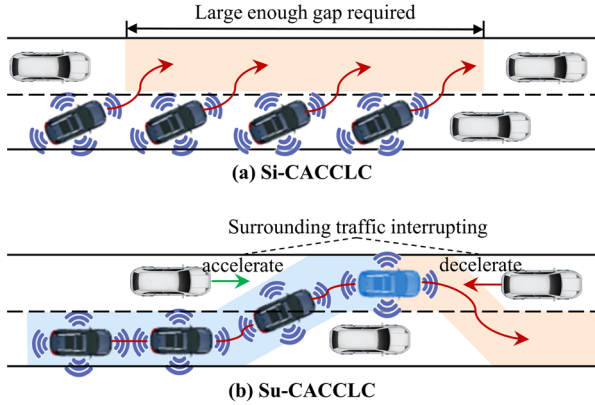 Large enough gap required
(a) Si-CACCLC
Surrounding traffic interrupting
accelerate
decelerate
(b) Su-CACCLC